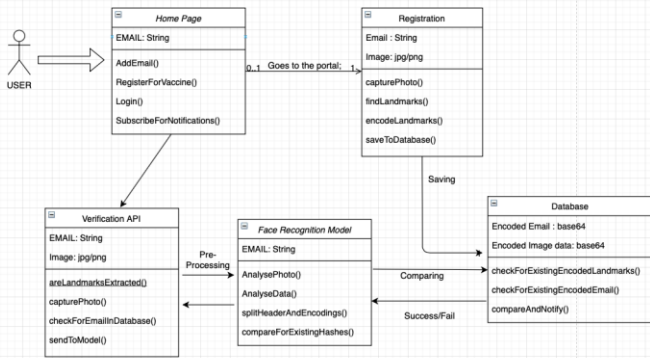 USER
Home Page
EMAIL: String
AddEmail()
RegisterForVaccine()
Login()
SubscribeForNotifications()
0..1 Goes to the portal; 1
Registration
Email : String
Image: jpg/png
capturePhoto()
findLandmarks()
encodeLandmarks()
saveToDatabase()
Saving
Verification API
EMAIL: String
Image: jpg/png
areLandmarksExtracted()
capturePhoto()
checkForEmailInDatabase()
sendToModel()
Pre-
Processing
Face Recognition Model
EMAIL: String
AnalysePhoto()
AnalyseData()
splitHeaderAndEncodings()
compareForExistingHashes()
Comparing
Success/Fail
Database
Encoded Email : base64
Encoded Image data: base64
checkForExistingEncodedLandmarks()
checkForExistingEncodedEmail()
compareAndNotify()